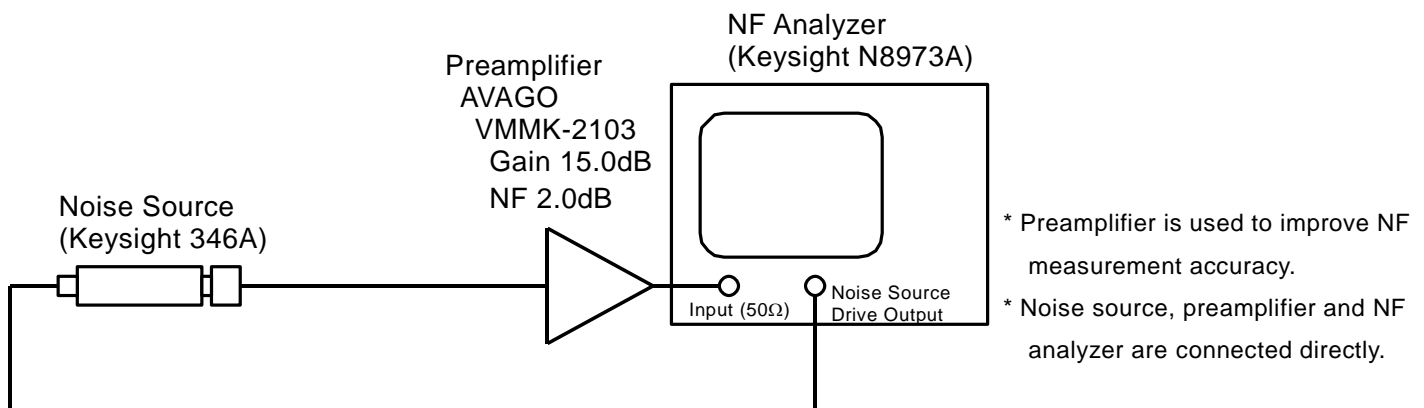 NF Analyzer
(Keysight N8973A)
Preamplifier
AVAGO
VMMK-2103
Gain 15.0dB
NF 2.0dB
Noise Source
(Keysight 346A)
Input (50Ω)
Noise Source
Drive Output
* Preamplifier is used to improve NF
measurement accuracy.
* Noise source, preamplifier and NF
analyzer are connected directly.